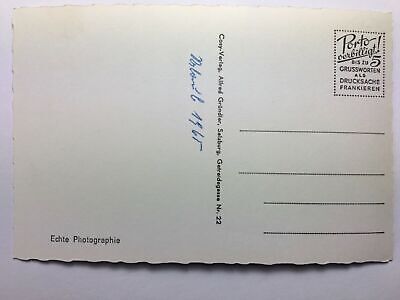 Porto
verbilligt!
BIS ZU 5
GRUSSWORTEN
ALS
DRUCKSACHE
FRANKIEREN
Cosy-Verlag, Alfred Gründler, Salzburg, Getreidegasse Nr. 22
1965
Echte Photographie